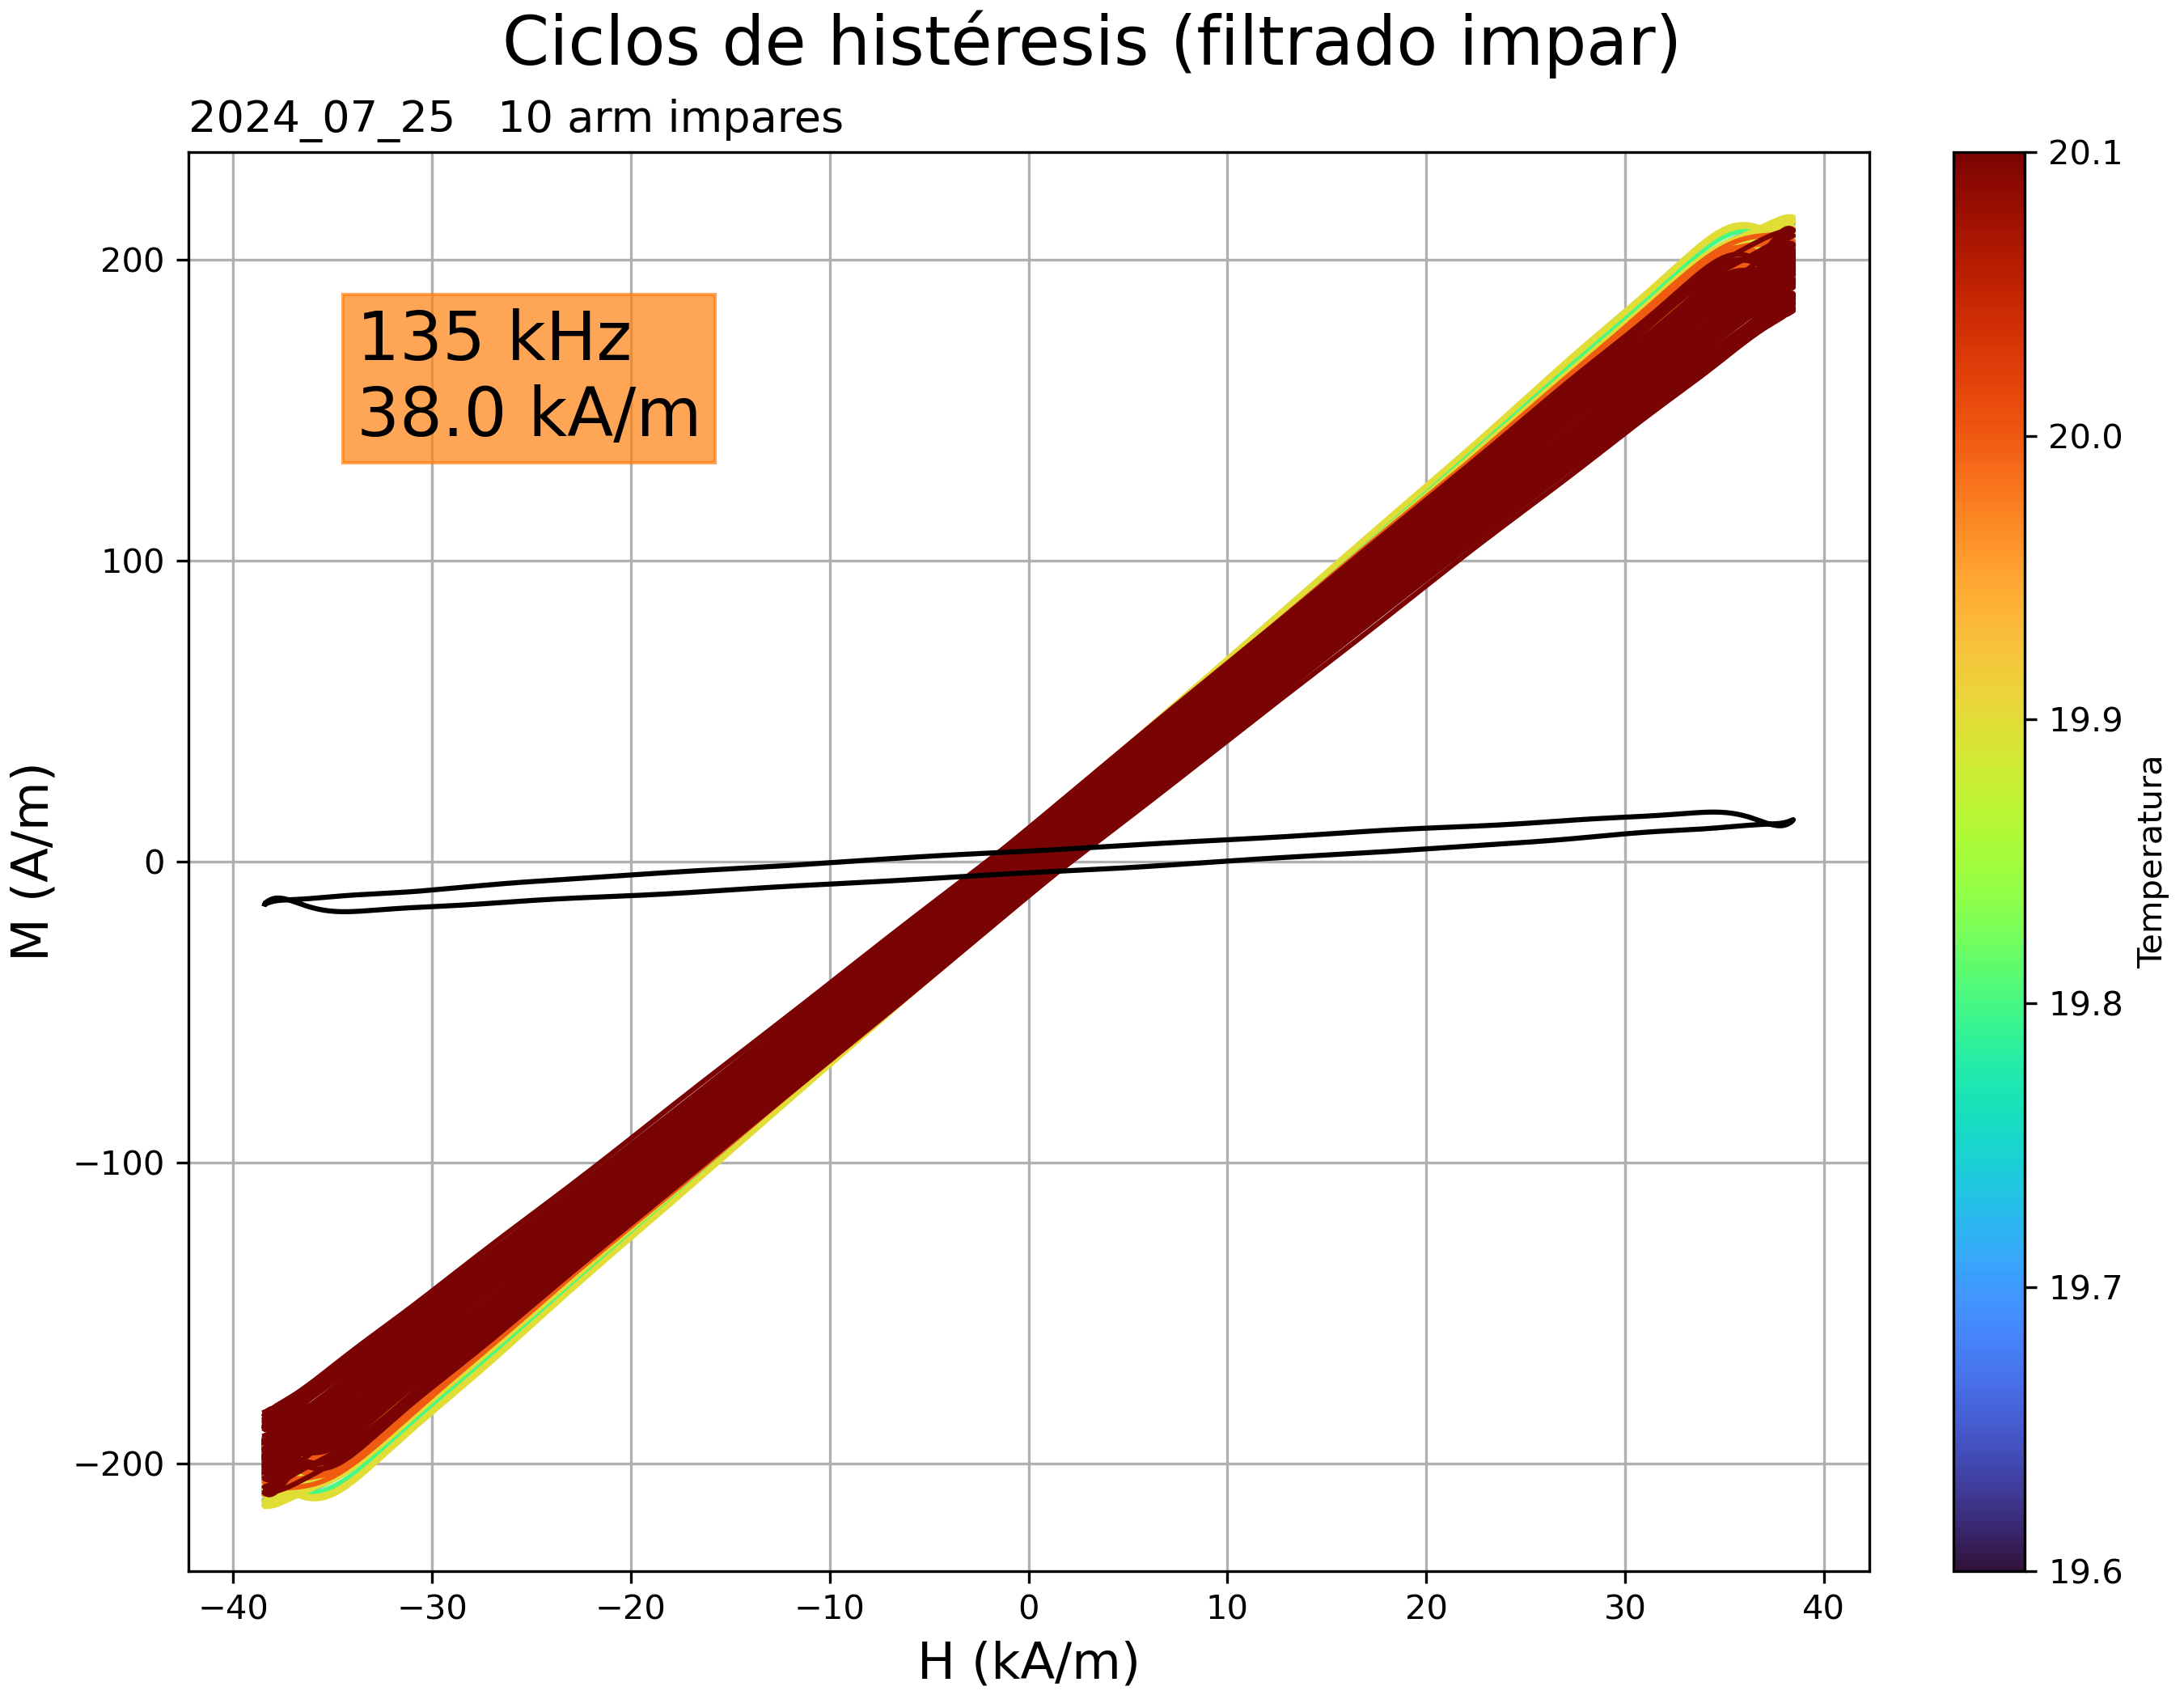 Ciclos de histéresis (filtrado impar)
2024_07_25   10 arm impares
135 kHz
38.0 kA/m
M (A/m)
200
100
0
−100
−200
−40
−30
−20
−10
0
10
20
30
40
H (kA/m)
20.1
20.0
19.9
19.8
19.7
19.6
Temperatura